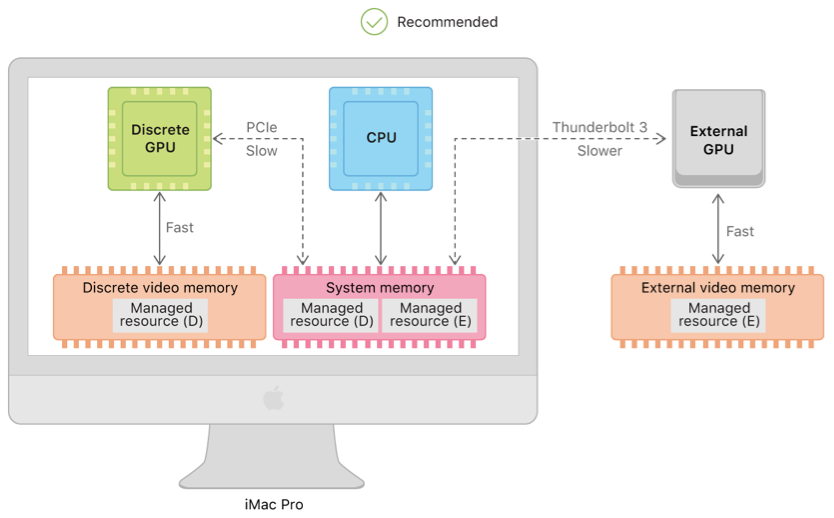 Recommended
Discrete
GPU
PCIe
Slow
CPU
Thunderbolt 3
Slower
External
GPU
Fast
Fast
Discrete video memory
Managed
resource (D)
System memory
Managed
resource (D)
Managed
resource (E)
External video memory
Managed
resource (E)
iMac Pro